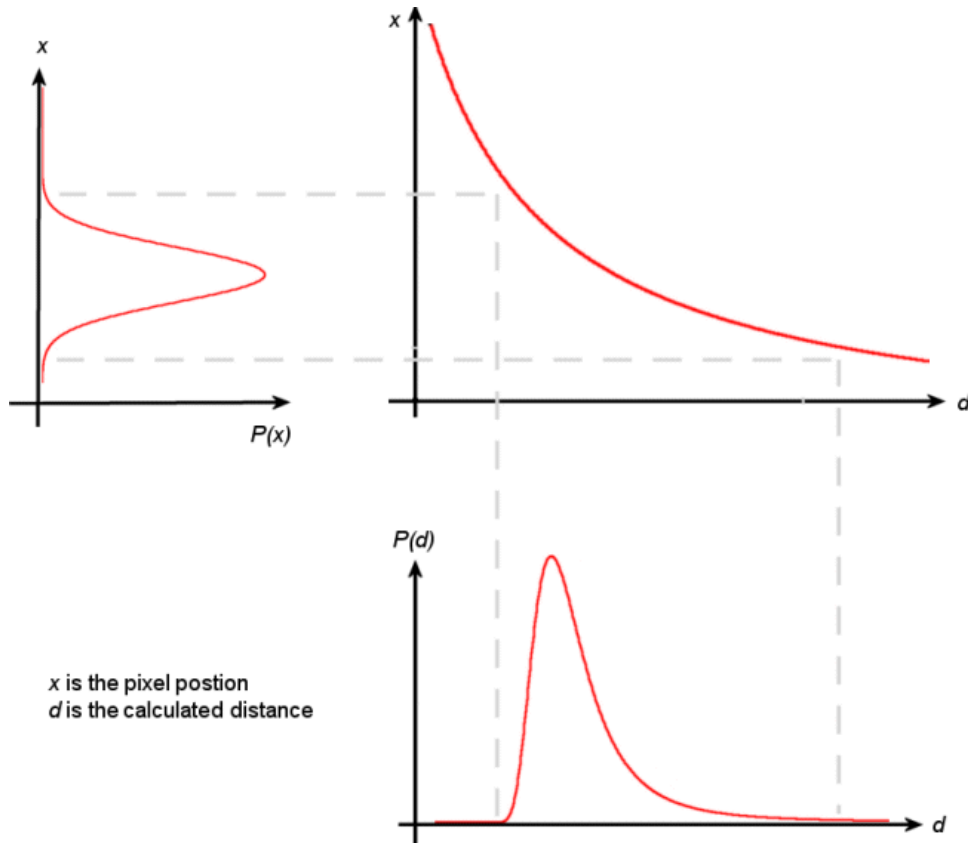 x
x
P(x)
d
P(d)
x is the pixel postion
d is the calculated distance
d